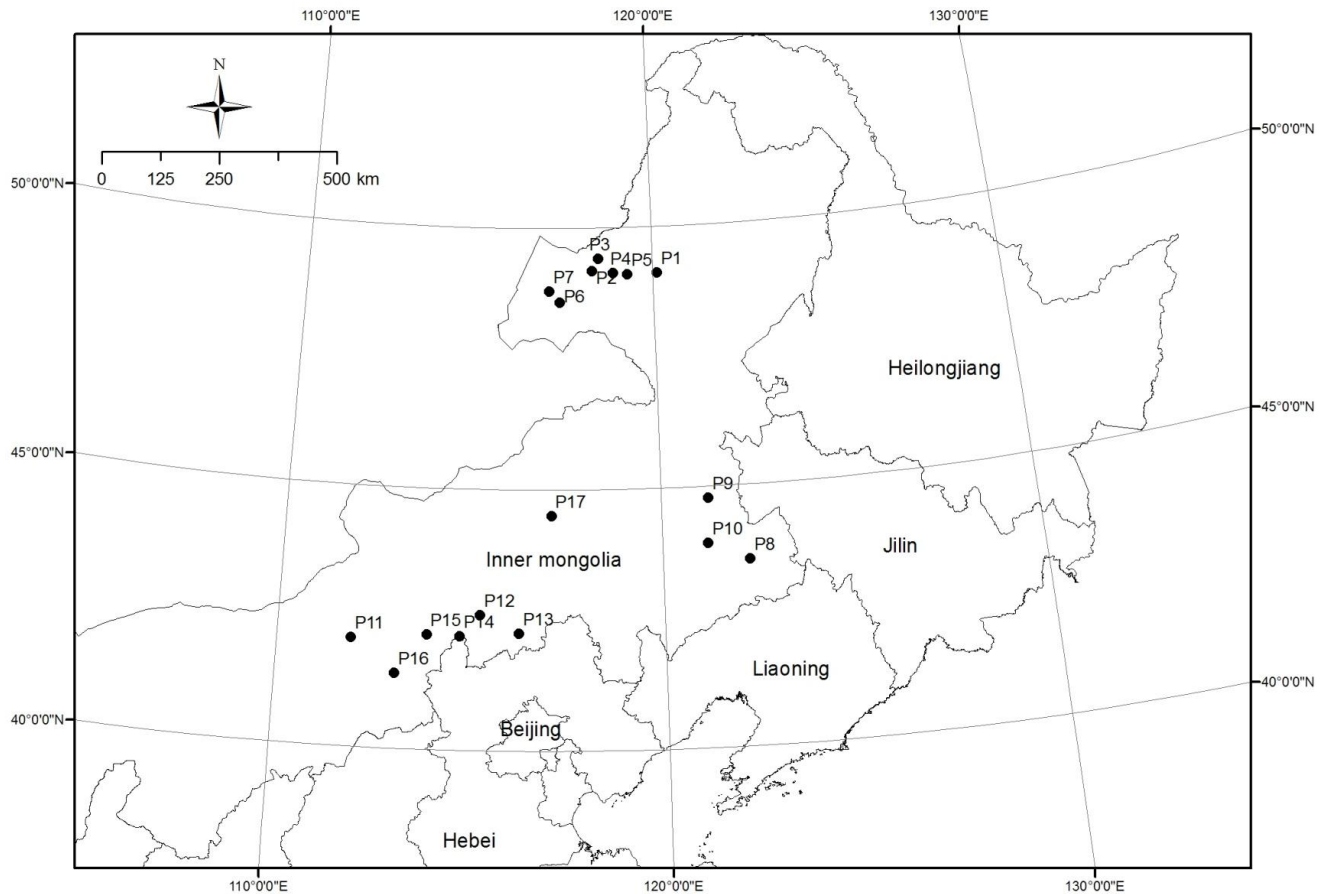 110°0'0"E 120°0'0"E 130°0'0"E
N
0 125 250 500 km
50°0'0"N
50°0'0"N
P3
P4 P5 P1
P2
P7
P6
Heilongjiang
45°0'0"N
45°0'0"N
P9
P17
P10
P8
Inner mongolia
Jilin
P12
P11 P15 P14 P13
P16
Liaoning
40°0'0"N
40°0'0"N
Beijing
Hebei
110°0'0"E 120°0'0"E 130°0'0"E